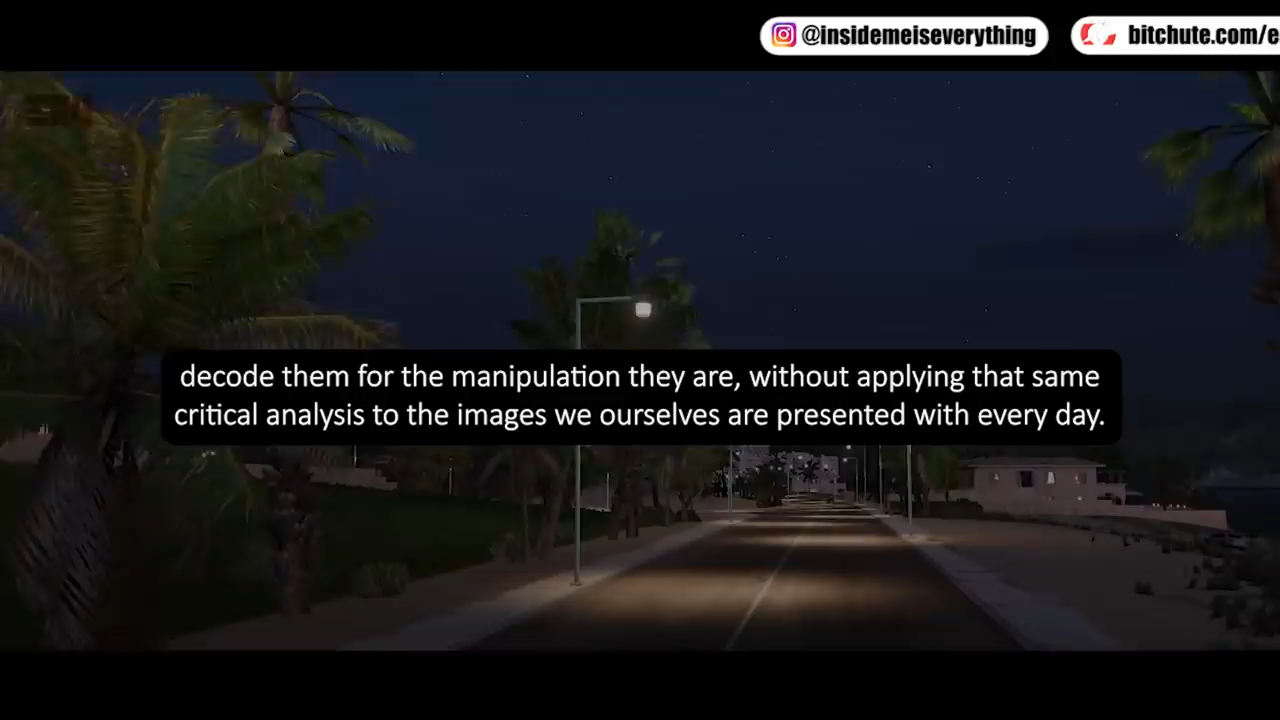 @insidemeiseverything
bitchute.com/e
decode them for the manipulation they are, without applying that same
critical analysis to the images we ourselves are presented with every day.